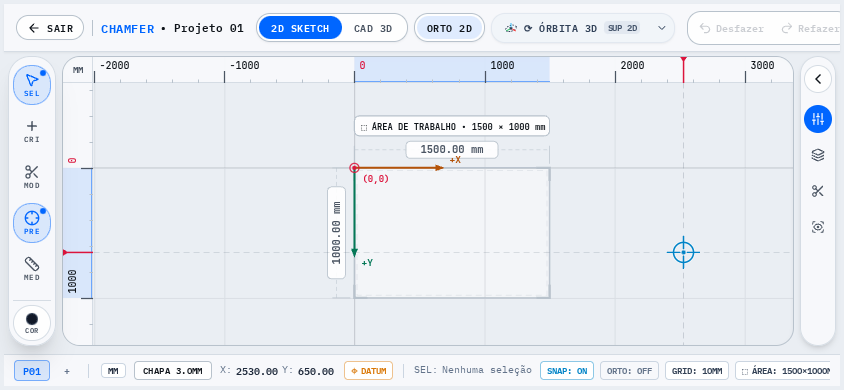 SAIR
CHAMFER • Projeto 01
2D SKETCH
CAD 3D
ORTO 2D
⟳ ÓRBITA 3D
SUP 2D
Desfazer
Refazer
MM
-2000
-1000
0
1000
2000
3000
SEL
CRI
MOD
PRE
MED
COR
0
1000
ÁREA DE TRABALHO • 1500 × 1000 mm
1500.00 mm
+X
(0,0)
1000.00 mm
+Y
P01
+
MM
CHAPA 3.0MM
X: 2530.00 Y: 650.00
DATUM
SEL: Nenhuma seleção
SNAP: ON
ORTO: OFF
GRID: 10MM
ÁREA: 1500×1000M